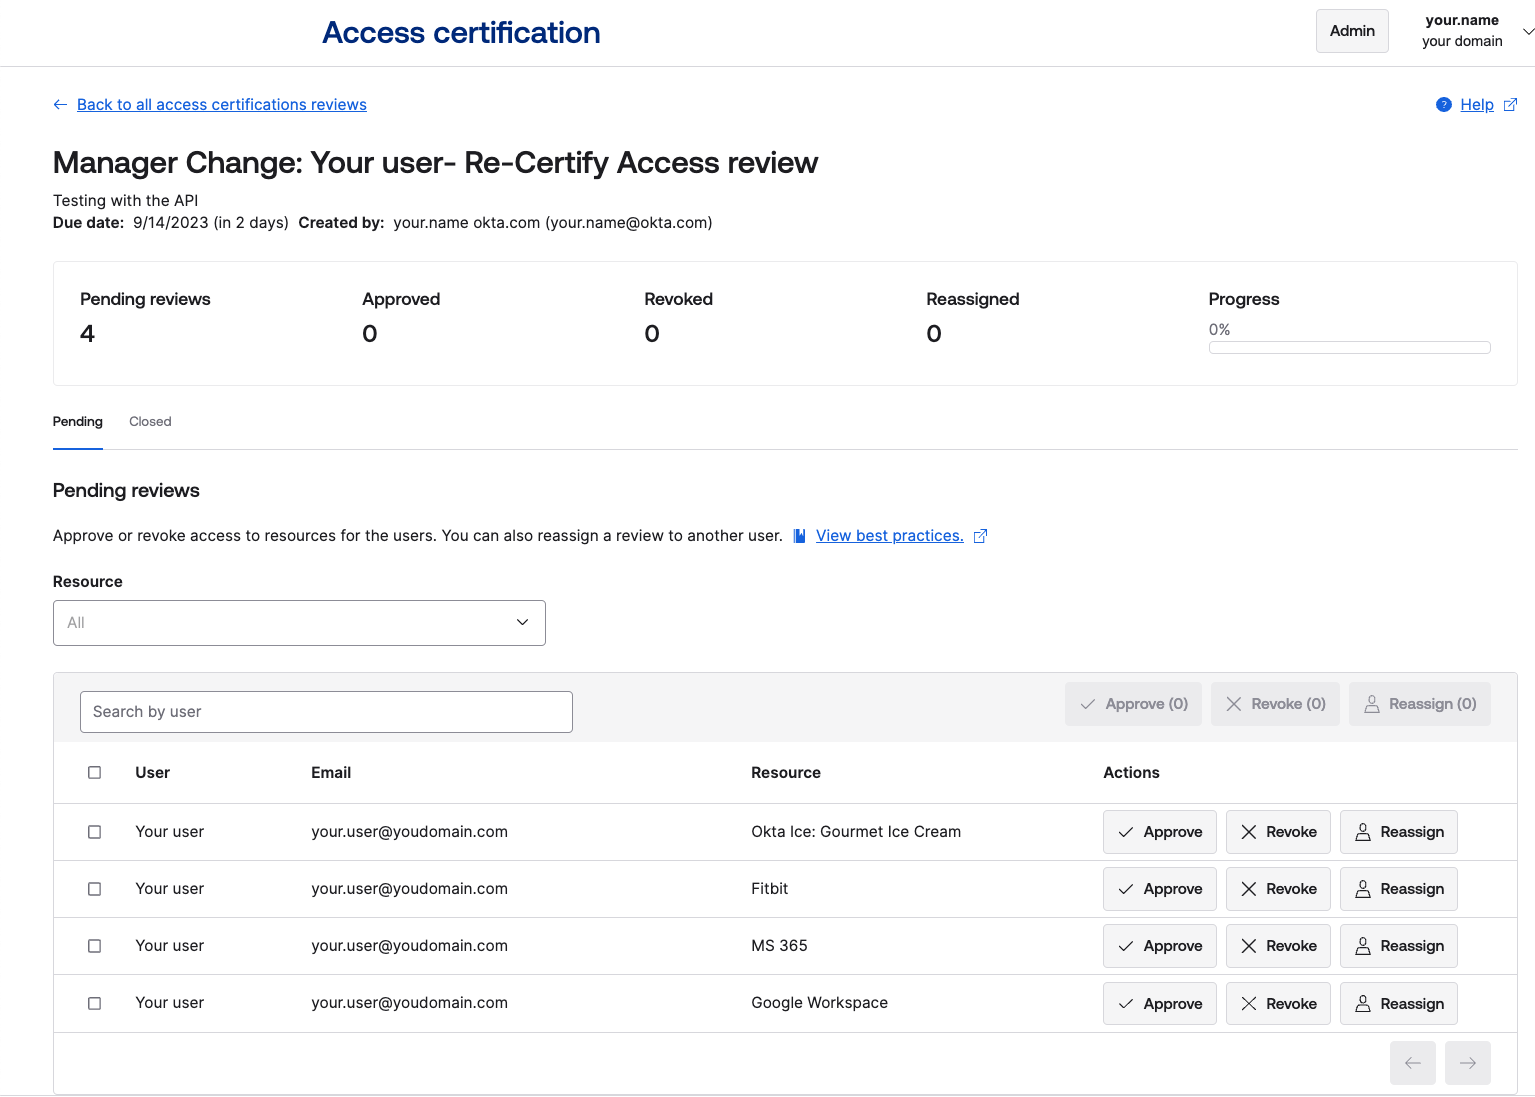 Access certification
Admin
your.name
your domain
Back to all access certifications reviews
? Help
Manager Change: Your user- Re-Certify Access review
Testing with the API
Due date: 9/14/2023 (in 2 days) Created by: your.name okta.com (your.name@okta.com)
Pending reviews Approved Revoked Reassigned Progress
4 0 0 0 0%
Pending Closed
Pending reviews
Approve or revoke access to resources for the users. You can also reassign a review to another user. View best practices.
Resource
All
Search by user Approve (0) Revoke (0) Reassign (0)
User Email Resource Actions
Your user your.user@youdomain.com Okta Ice: Gourmet Ice Cream Approve Revoke Reassign
Your user your.user@youdomain.com Fitbit Approve Revoke Reassign
Your user your.user@youdomain.com MS 365 Approve Revoke Reassign
Your user your.user@youdomain.com Google Workspace Approve Revoke Reassign